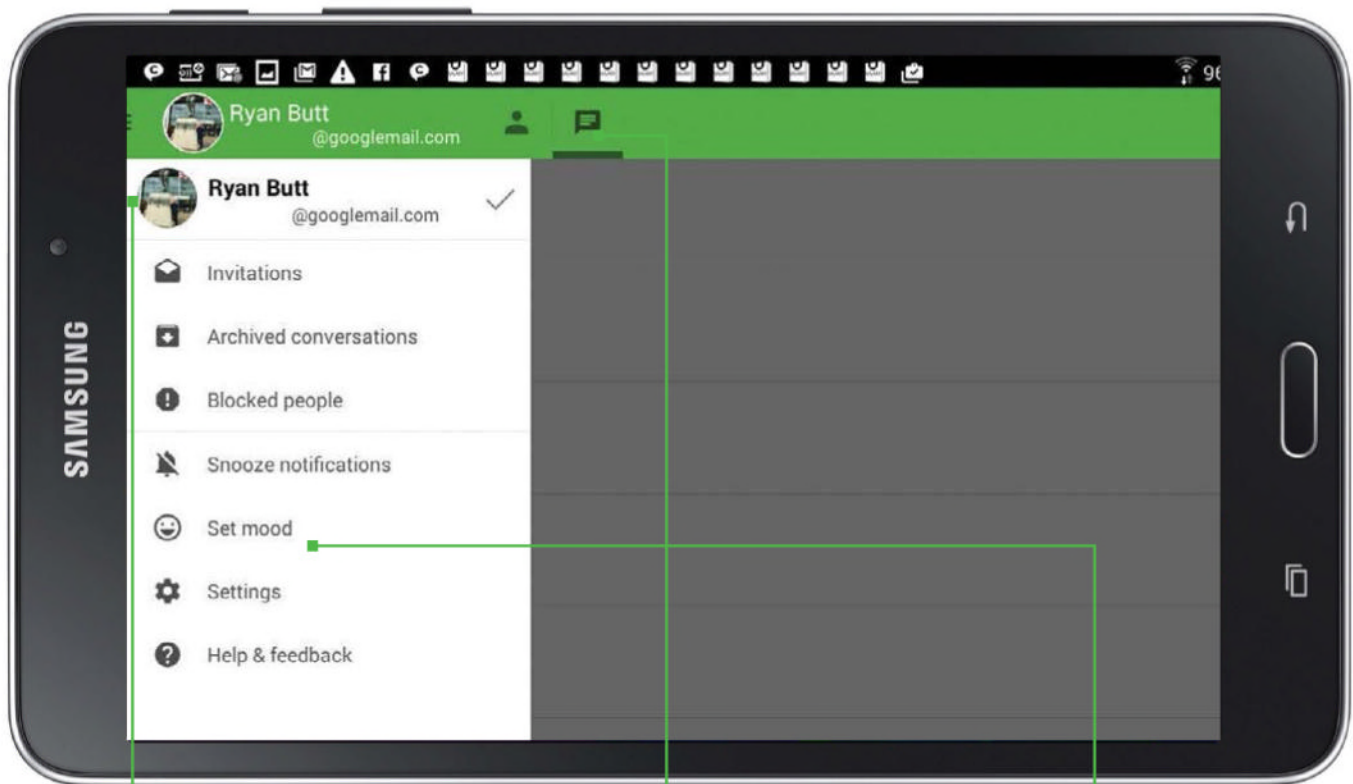 96
Ryan Butt
@googlemail.com
Ryan Butt
@googlemail.com
Invitations
Archived conversations
Blocked people
Snooze notifications
Set mood
Settings
Help & feedback
SAMSUNG